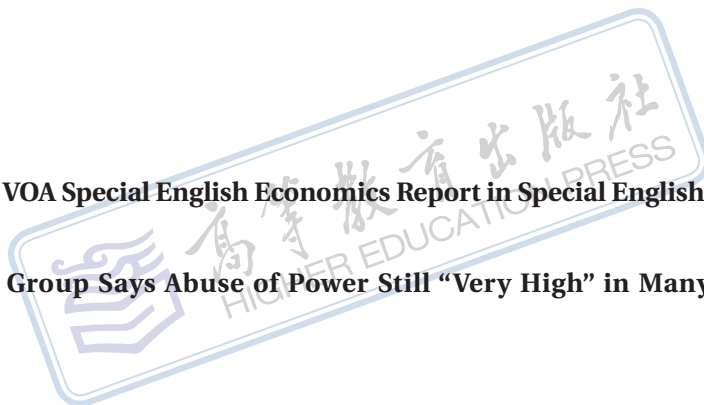 高等教育出版社
HIGHER EDUCATION PRESS
VOA Special English Economics Report in Special English
Group Says Abuse of Power Still “Very High” in Many